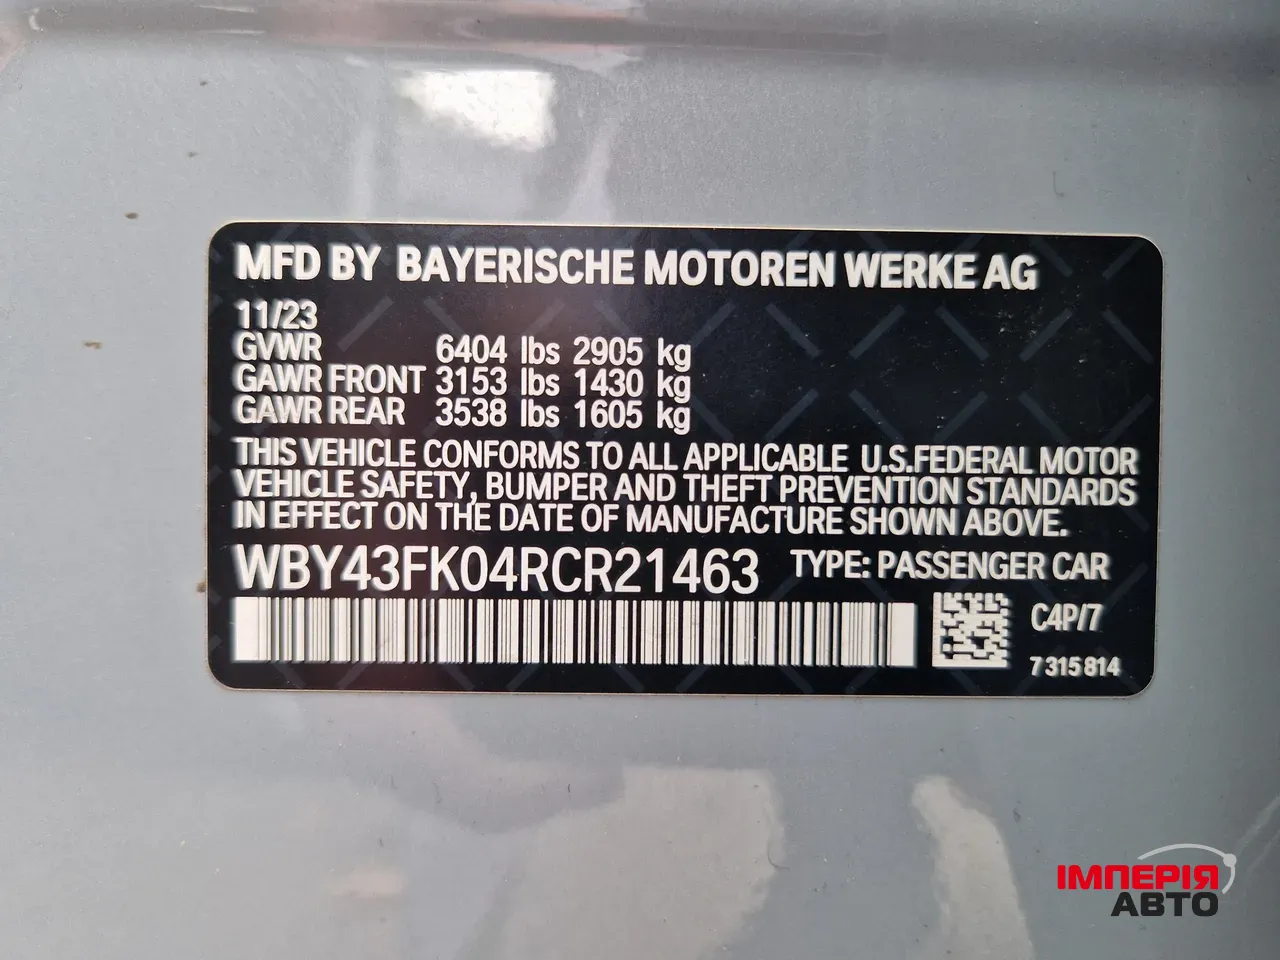 MFD BY BAYERISCHE MOTOREN WERKE AG
11/23
GVWR 6404 lbs 2905 kg
GAWR FRONT 3153 lbs 1430 kg
GAWR REAR 3538 lbs 1605 kg
THIS VEHICLE CONFORMS TO ALL APPLICABLE U.S.FEDERAL MOTOR
VEHICLE SAFETY, BUMPER AND THEFT PREVENTION STANDARDS
IN EFFECT ON THE DATE OF MANUFACTURE SHOWN ABOVE.
WBY43FK04RCR21463 TYPE: PASSENGER CAR
C4P/7
7 315 814
ІМПЕРІЯ
АВТО